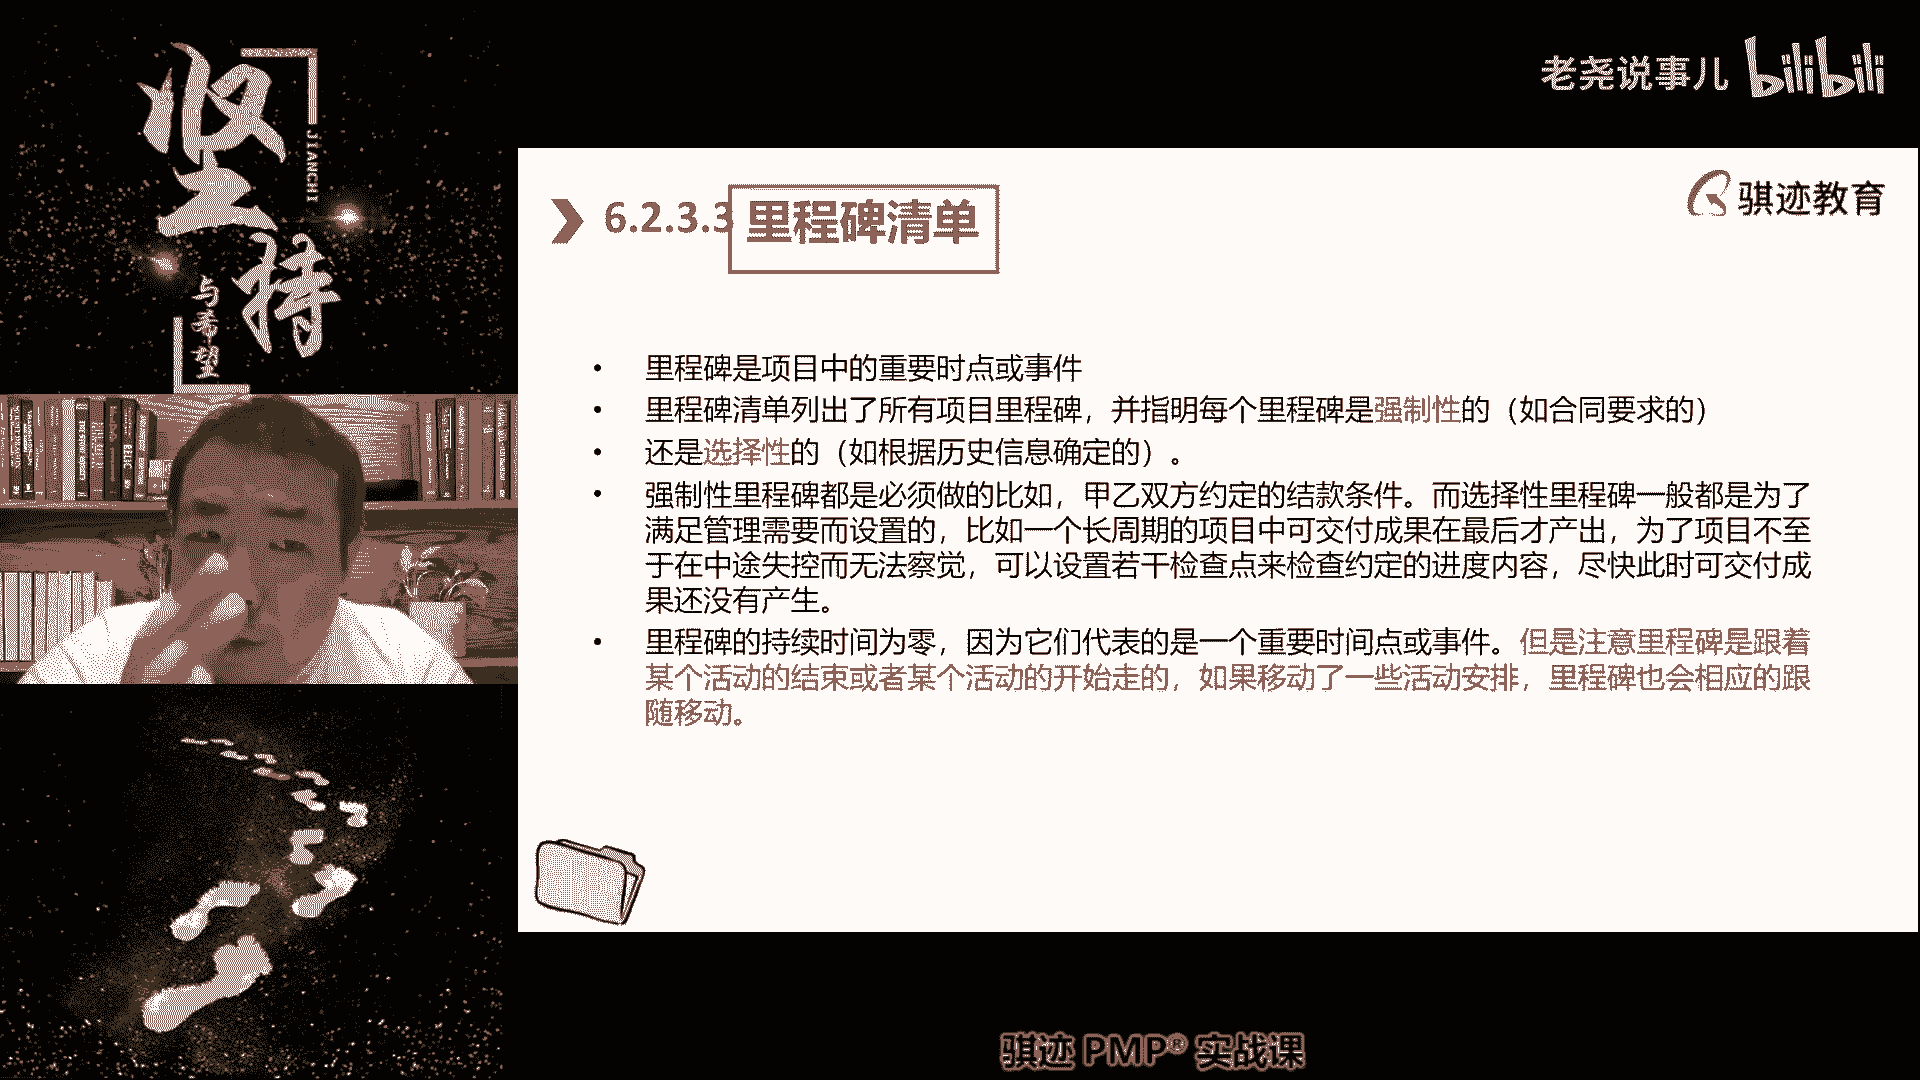 坚持
JIANCHI
与希望
老尧说事儿 bilibili
骐迹教育
6.2.3.3 里程碑清单
• 里程碑是项目中的重要时点或事件
• 里程碑清单列出了所有项目里程碑，并指明每个里程碑是强制性的（如合同要求的）
• 还是选择性的（如根据历史信息确定的）。
• 强制性里程碑都是必须做的比如，甲乙双方约定的结款条件。而选择性里程碑一般都是为了
满足管理需要而设置的，比如一个长周期的项目中可交付成果在最后才产出，为了项目不至
于在中途失控而无法察觉，可以设置若干检查点来检查约定的进度内容，尽快此时可交付成
果还没有产生。
• 里程碑的持续时间为零，因为它们代表的是一个重要时间点或事件。但是注意里程碑是跟着
某个活动的结束或者某个活动的开始走的，如果移动了一些活动安排，里程碑也会相应的跟
随移动。
骐迹 PMP® 实战课